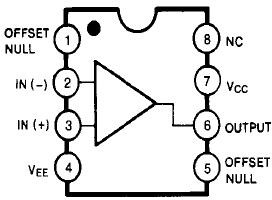 OFFSET
NULL
1
8
NC
IN (-)
2
7
VCC
IN (+)
3
6
OUTPUT
VEE
4
5
OFFSET
NULL